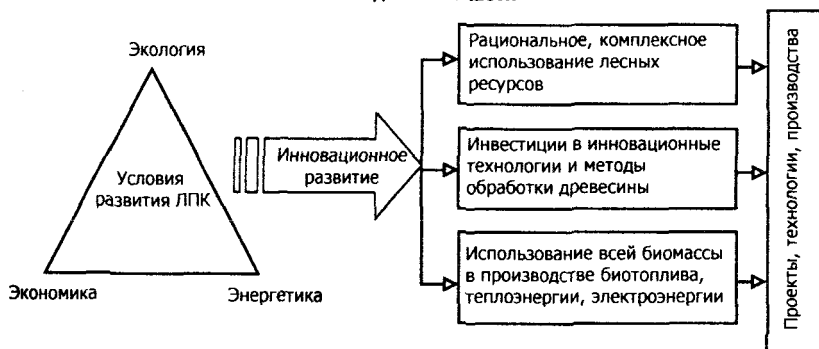 Экология
Условия
развития ЛПК
Экономика
Энергетика
Инновационное
развитие
Рациональное, комплексное
использование лесных
ресурсов
Инвестиции в инновационные
технологии и методы
обработки древесины
Использование всей биомассы
в производстве биотоплива,
теплоэнергии, электроэнергии
Проекты, технологии, производства